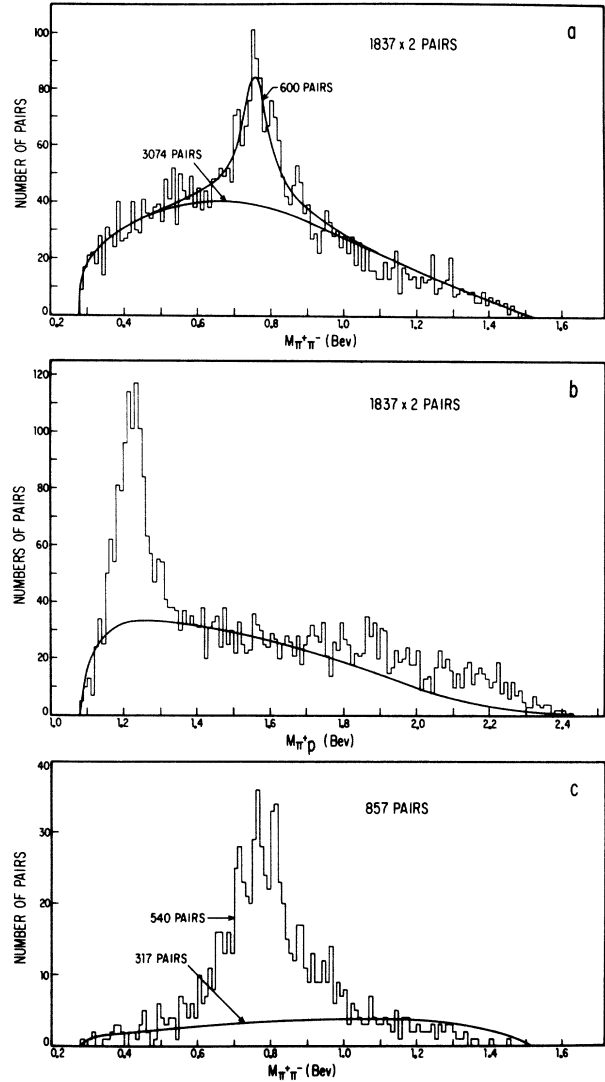 a
1837 x 2 PAIRS
600 PAIRS
3074 PAIRS
NUMBER OF PAIRS
100
80
60
40
20
0
0.2 0.4 0.6 0.8 1.0 1.2 1.4 1.6
Mπ+π- (Bev)
b
1837 x 2 PAIRS
NUMBERS OF PAIRS
120
100
80
60
40
20
0
1.0 1.2 1.4 1.6 1.8 2.0 2.2 2.4
Mπ+p (Bev)
c
857 PAIRS
540 PAIRS
317 PAIRS
NUMBER OF PAIRS
40
30
20
10
0
0.2 0.4 0.6 0.8 1.0 1.2 1.4 1.6
Mπ+π- (Bev)